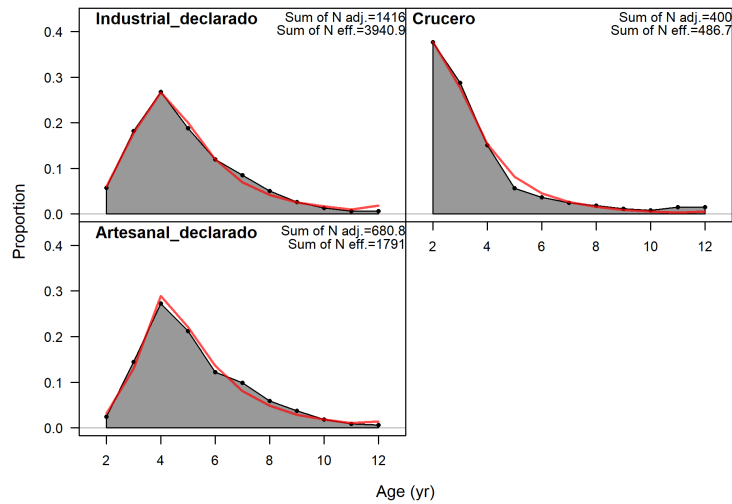 Industrial_declarado
Sum of N adj.=1416
Sum of N eff.=3940.9
Crucero
Sum of N adj.=400
Sum of N eff.=486.7
0.4
0.3
0.2
0.1
0.0
Artesanal_declarado
Sum of N adj.=680.8
Sum of N eff.=1791
0.4
0.3
0.2
0.1
0.0
2 4 6 8 10 12
2 4 6 8 10 12
Proportion
Age (yr)